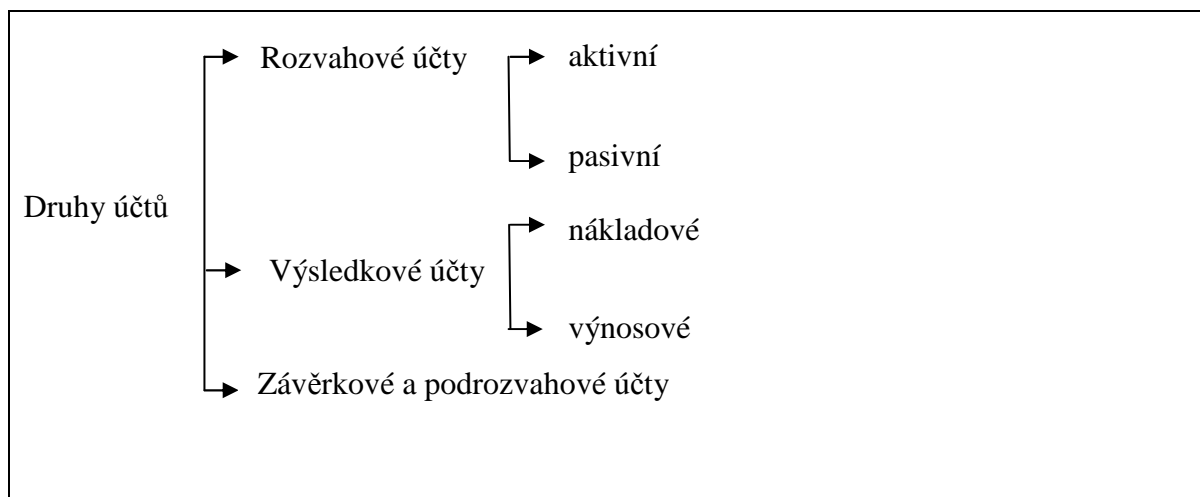 Rozvahové účty
aktivní
pasivní
Druhy účtů
Výsledkové účty
nákladové
výnosové
Závěrkové a podrozvahové účty